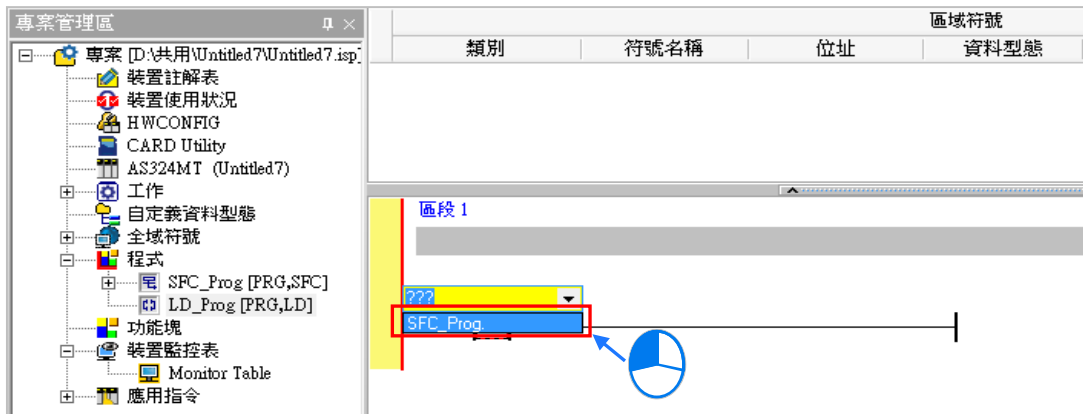 專案管理區
專案 [D:\共用\Untitled7\Untitled7.isp]
裝置註解表
裝置使用狀況
HWCONFIG
CARD Utility
AS324MT (Untitled7)
工作
自定義資料型態
全域符號
程式
SFC_Prog [PRG,SFC]
LD_Prog [PRG,LD]
功能塊
裝置監控表
Monitor Table
應用指令
區域符號
類別 符號名稱 位址 資料型態
區段 1
???
SFC_Prog.